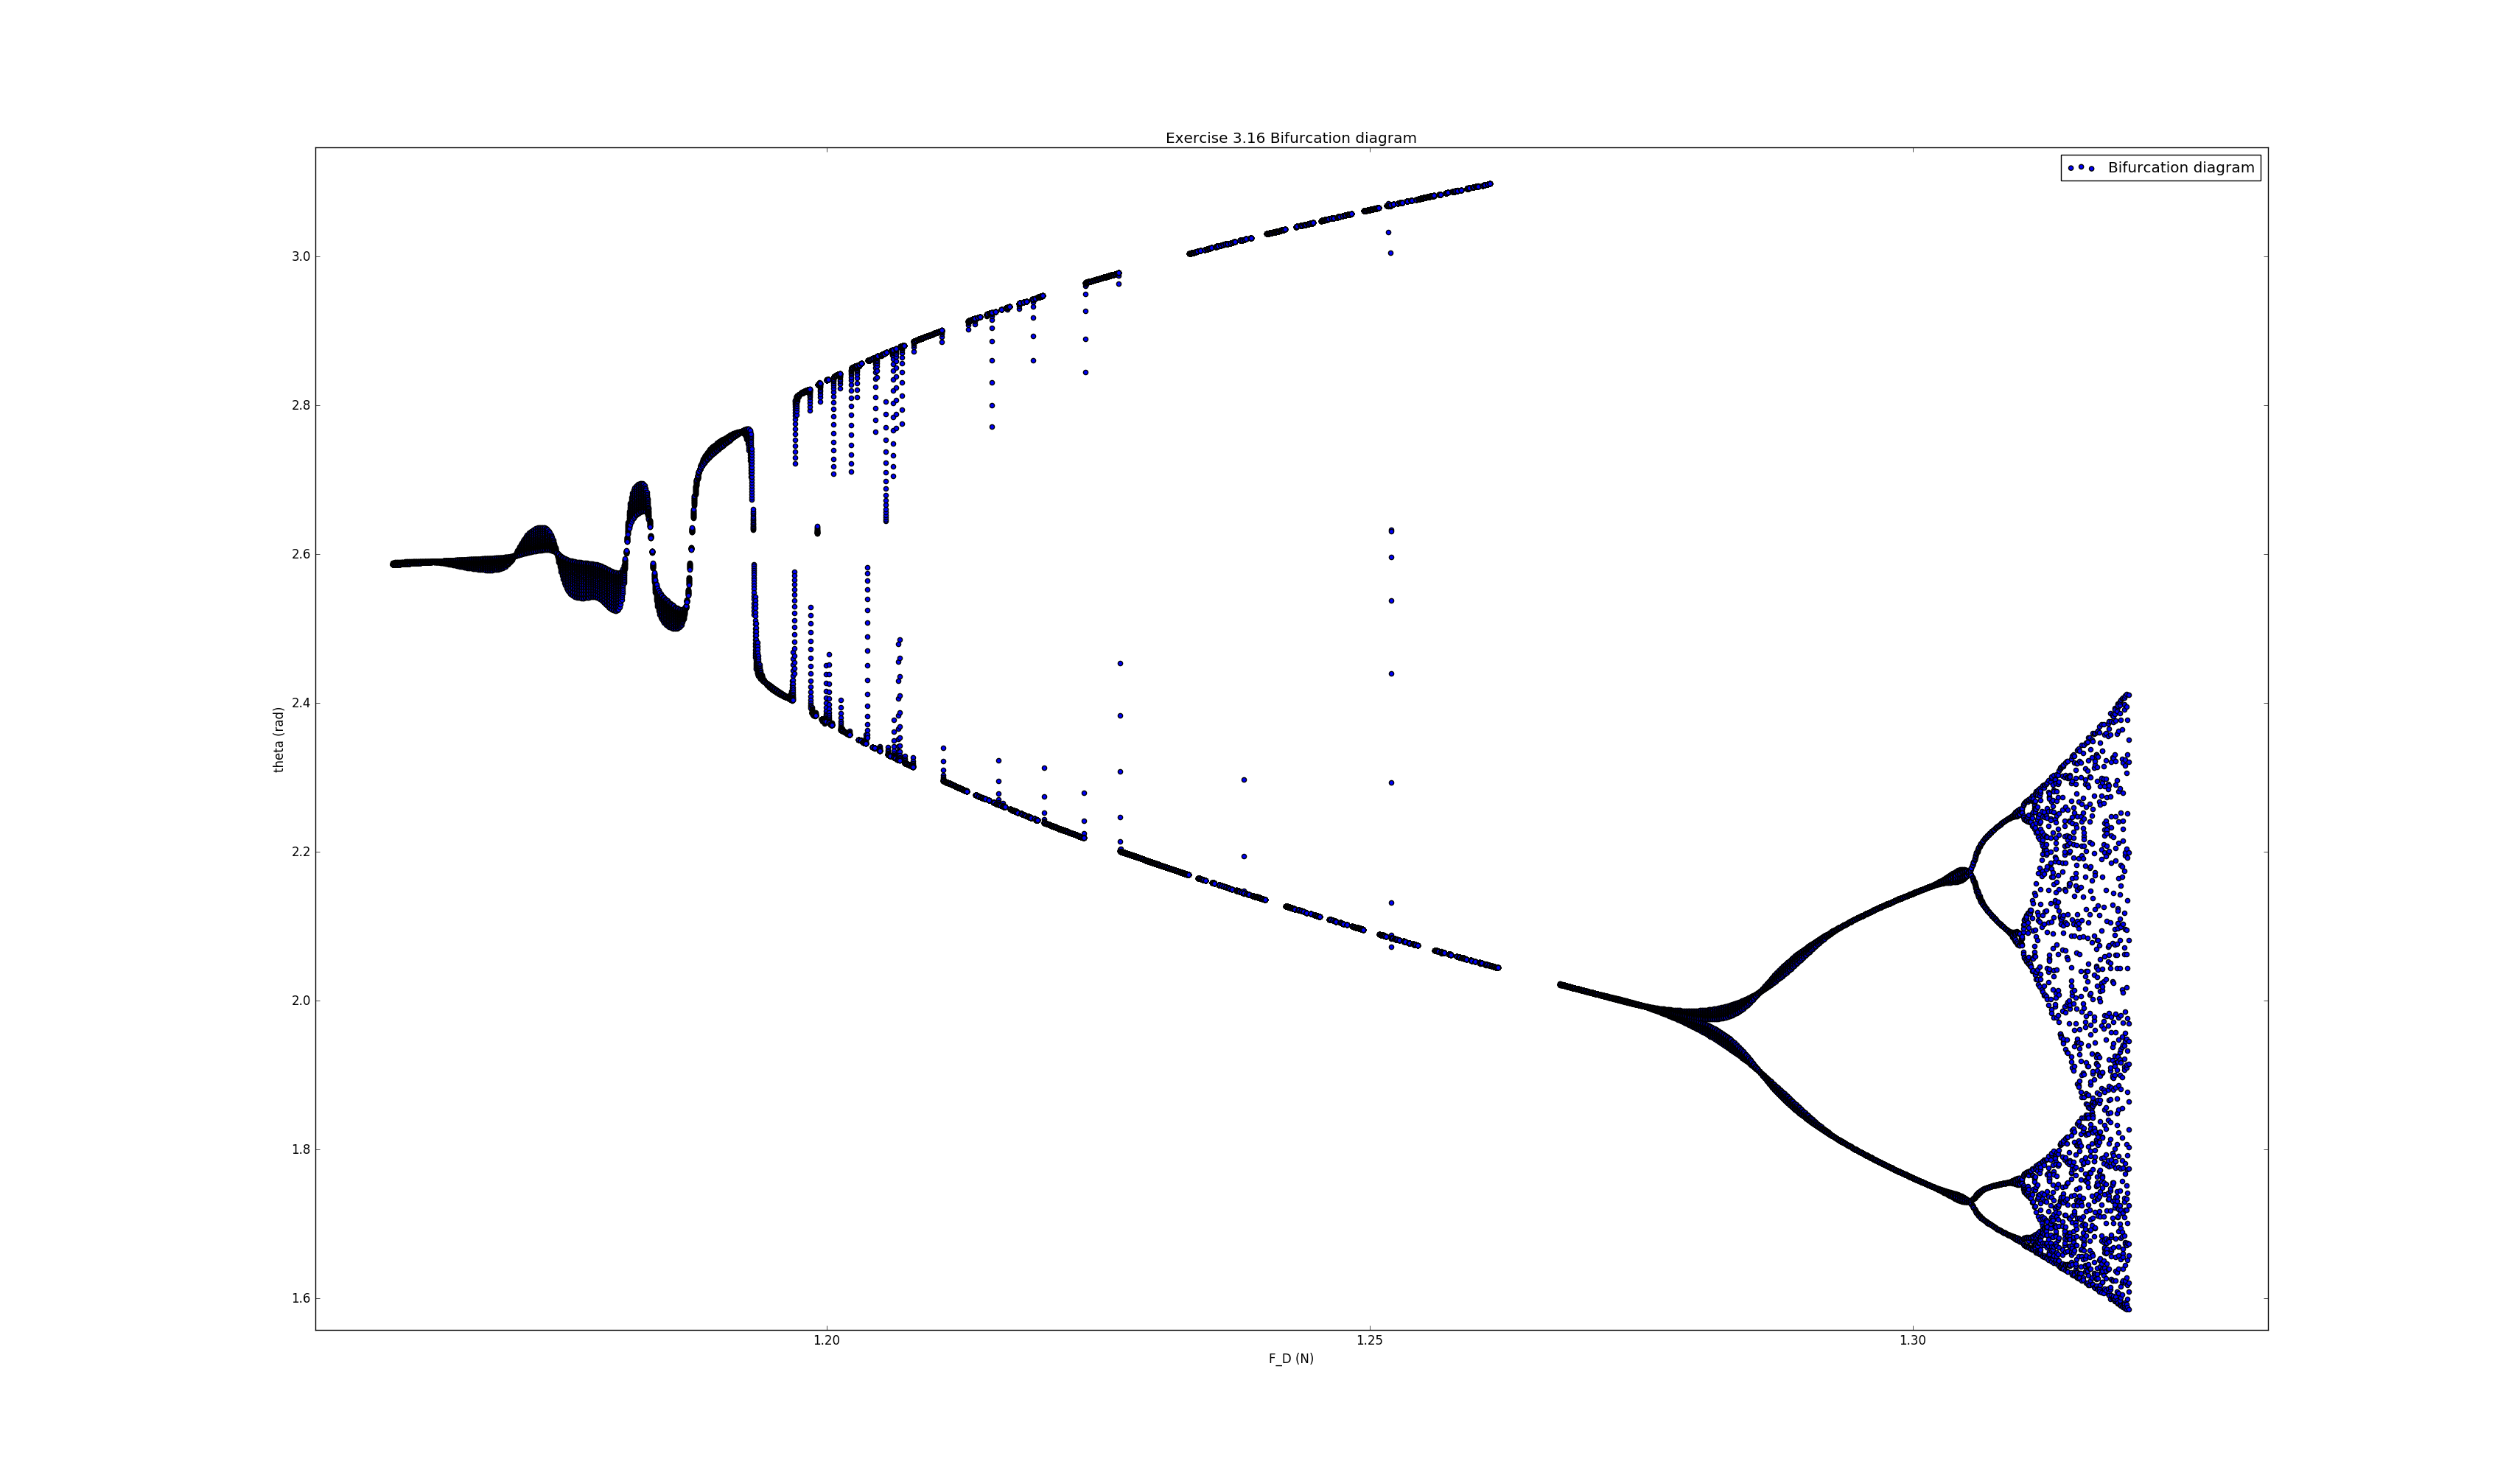 Exercise 3.16 Bifurcation diagram
Bifurcation diagram
3.0
2.8
2.6
2.4
2.2
2.0
1.8
1.6
theta (rad)
1.20
1.25
1.30
F_D (N)